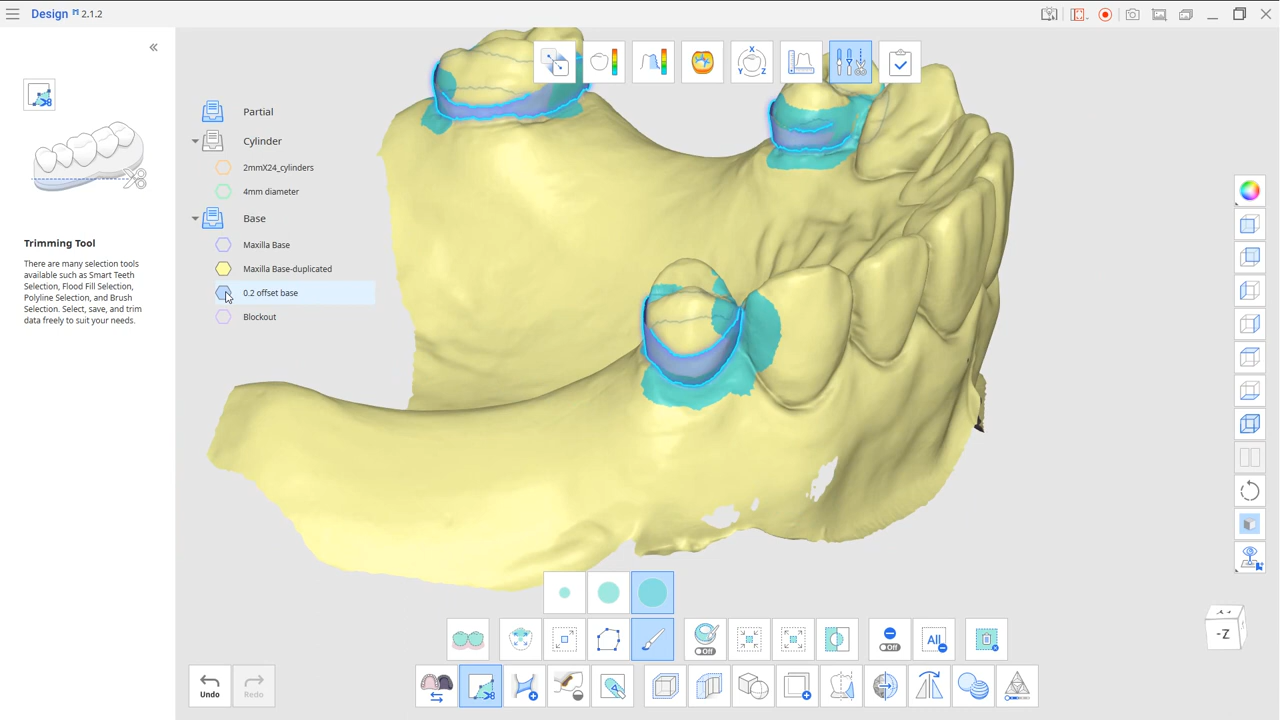 Design 2.1.2
Partial
Cylinder
2mmX24_cylinders
4mm diameter
Base
Maxilla Base
Maxilla Base-duplicated
0.2 offset base
Blockout
Trimming Tool
There are many selection tools
available such as Smart Teeth
Selection, Flood Fill Selection,
Polyline Selection, and Brush
Selection. Select, save, and trim
data freely to suit your needs.
X
Y Z
-Z
Off
Off
All
Undo
Redo